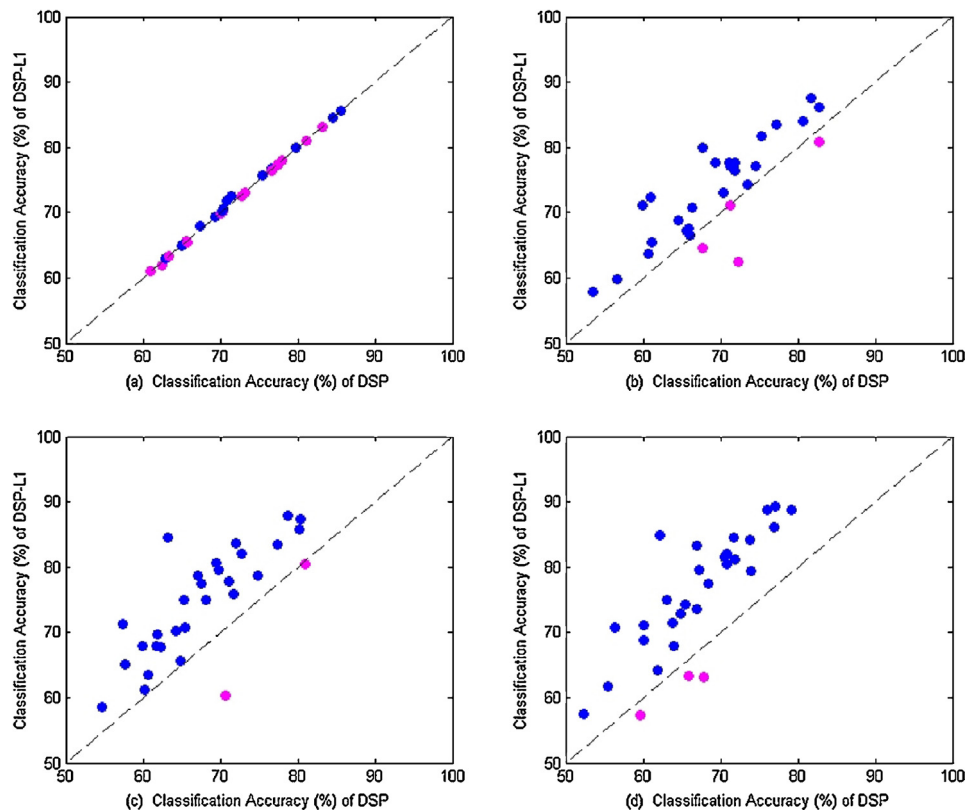 100
90
80
70
60
50
50 60 70 80 90 100
Classification Accuracy (%) of DSP-L1
(a) Classification Accuracy (%) of DSP
100
90
80
70
60
50
50 60 70 80 90 100
Classification Accuracy (%) of DSP-L1
(b) Classification Accuracy (%) of DSP
100
90
80
70
60
50
50 60 70 80 90 100
Classification Accuracy (%) of DSP-L1
(c) Classification Accuracy (%) of DSP
100
90
80
70
60
50
50 60 70 80 90 100
Classification Accuracy (%) of DSP-L1
(d) Classification Accuracy (%) of DSP